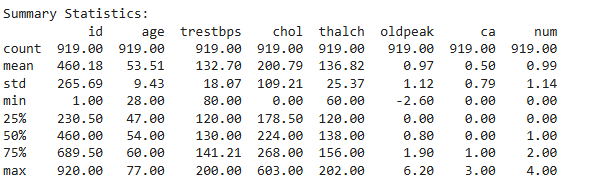 Summary Statistics:
id age trestbps chol thalch oldpeak ca num
count 919.00 919.00 919.00 919.00 919.00 919.00 919.00 919.00
mean 460.18 53.51 132.70 200.79 136.82 0.97 0.50 0.99
std 265.69 9.43 18.07 109.21 25.37 1.12 0.79 1.14
min 1.00 28.00 80.00 0.00 60.00 -2.60 0.00 0.00
25% 230.50 47.00 120.00 178.50 120.00 0.00 0.00 0.00
50% 460.00 54.00 130.00 224.00 138.00 0.80 0.00 1.00
75% 689.50 60.00 141.21 268.00 156.00 1.90 1.00 2.00
max 920.00 77.00 200.00 603.00 202.00 6.20 3.00 4.00